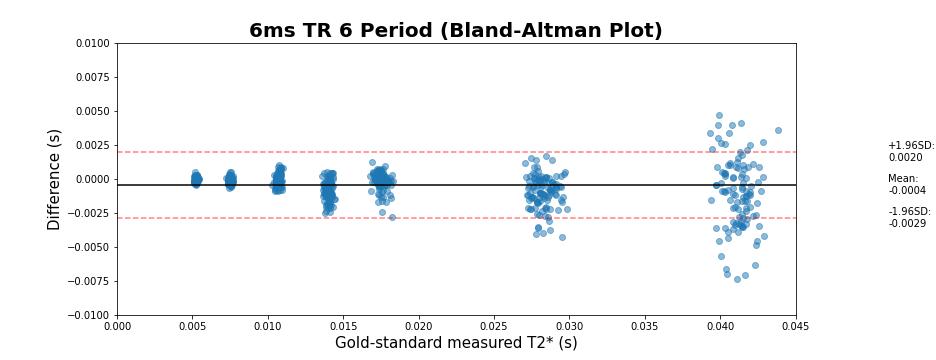 6ms TR 6 Period (Bland-Altman Plot)
0.0100
0.0075
0.0050
0.0025
0.0000
−0.0025
−0.0050
−0.0075
−0.0100
Difference (s)
0.000 0.005 0.010 0.015 0.020 0.025 0.030 0.035 0.040 0.045
Gold-standard measured T2* (s)
+1.96SD:
0.0020
Mean:
-0.0004
-1.96SD:
-0.0029